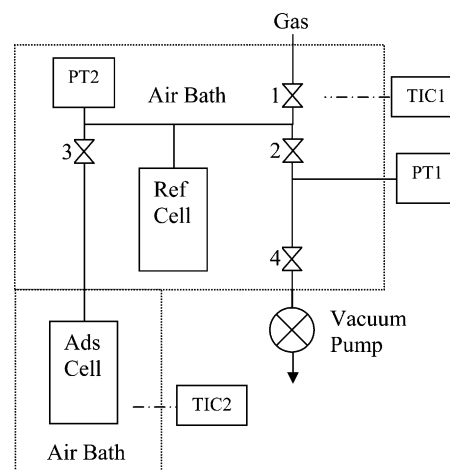 Gas
PT2
Air Bath
1
TIC1
3
2
PT1
Ref
Cell
4
Ads
Cell
Vacuum
Pump
TIC2
Air Bath